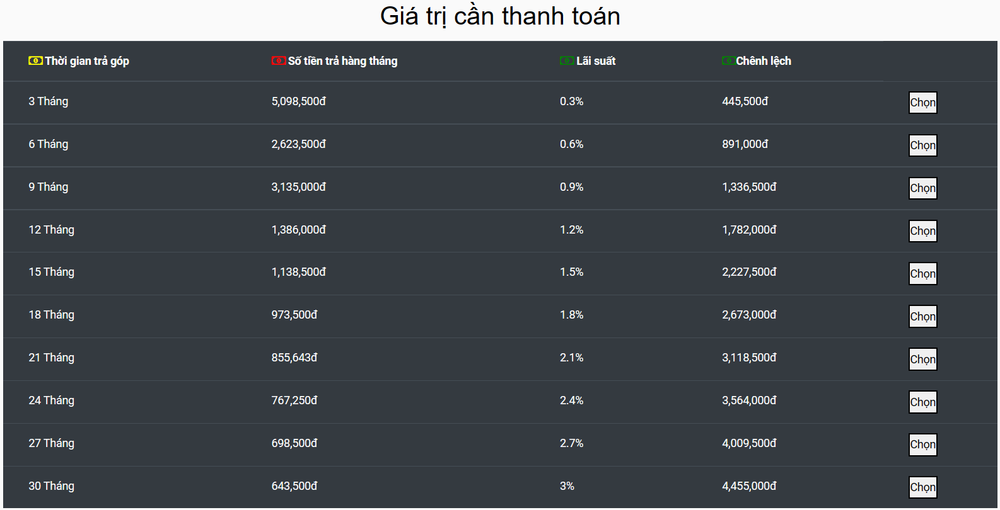 Giá trị cần thanh toán
Thời gian trả góp Số tiền trả hàng tháng Lãi suất Chênh lệch
3 Tháng 5,098,500đ 0.3% 445,500đ Chọn
6 Tháng 2,623,500đ 0.6% 891,000đ Chọn
9 Tháng 3,135,000đ 0.9% 1,336,500đ Chọn
12 Tháng 1,386,000đ 1.2% 1,782,000đ Chọn
15 Tháng 1,138,500đ 1.5% 2,227,500đ Chọn
18 Tháng 973,500đ 1.8% 2,673,000đ Chọn
21 Tháng 855,643đ 2.1% 3,118,500đ Chọn
24 Tháng 767,250đ 2.4% 3,564,000đ Chọn
27 Tháng 698,500đ 2.7% 4,009,500đ Chọn
30 Tháng 643,500đ 3% 4,455,000đ Chọn